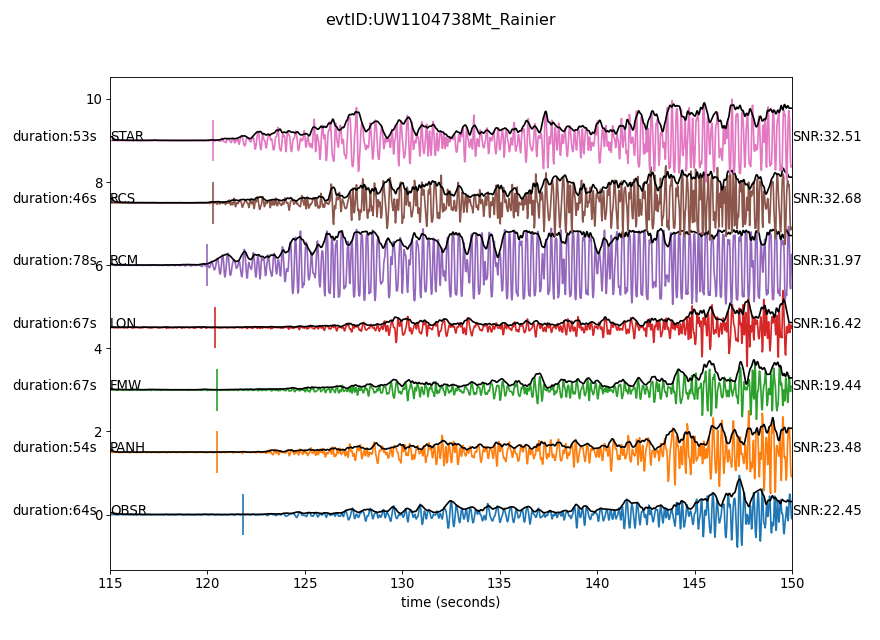 evtID:UW1104738Mt_Rainier
10
duration:53s STAR SNR:32.51
8
duration:46s RCS SNR:32.68
duration:78s RCM SNR:31.97
6
duration:67s LON SNR:16.42
4
duration:67s FMW SNR:19.44
2
duration:54s PANH SNR:23.48
duration:64s OBSR SNR:22.45
0
115 120 125 130 135 140 145 150
time (seconds)